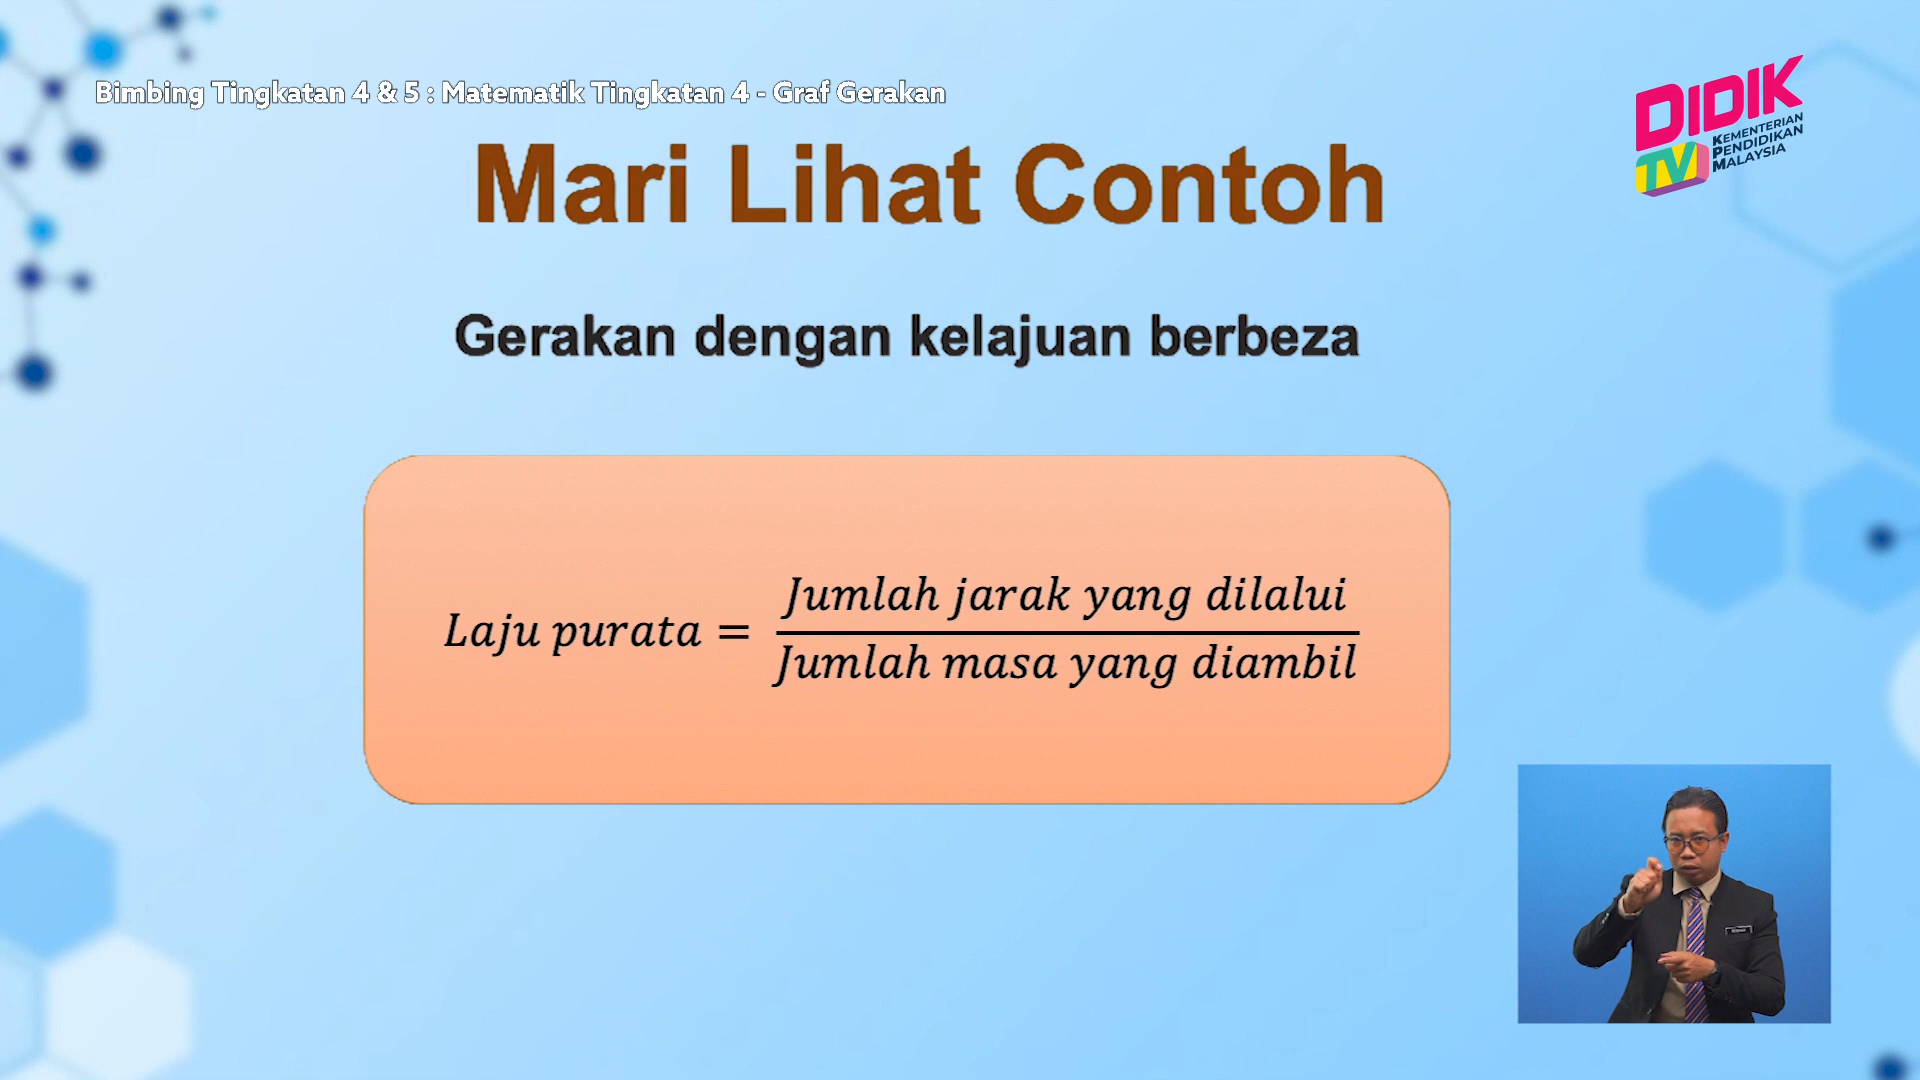 Bimbing Tingkatan 4 & 5 : Matematik Tingkatan 4 - Graf Gerakan
DIDIK
TV
KEMENTERIAN
PENDIDIKAN
MALAYSIA
Mari Lihat Contoh
Gerakan dengan kelajuan berbeza
Laju purata = Jumlah jarak yang dilalui
Jumlah masa yang diambil